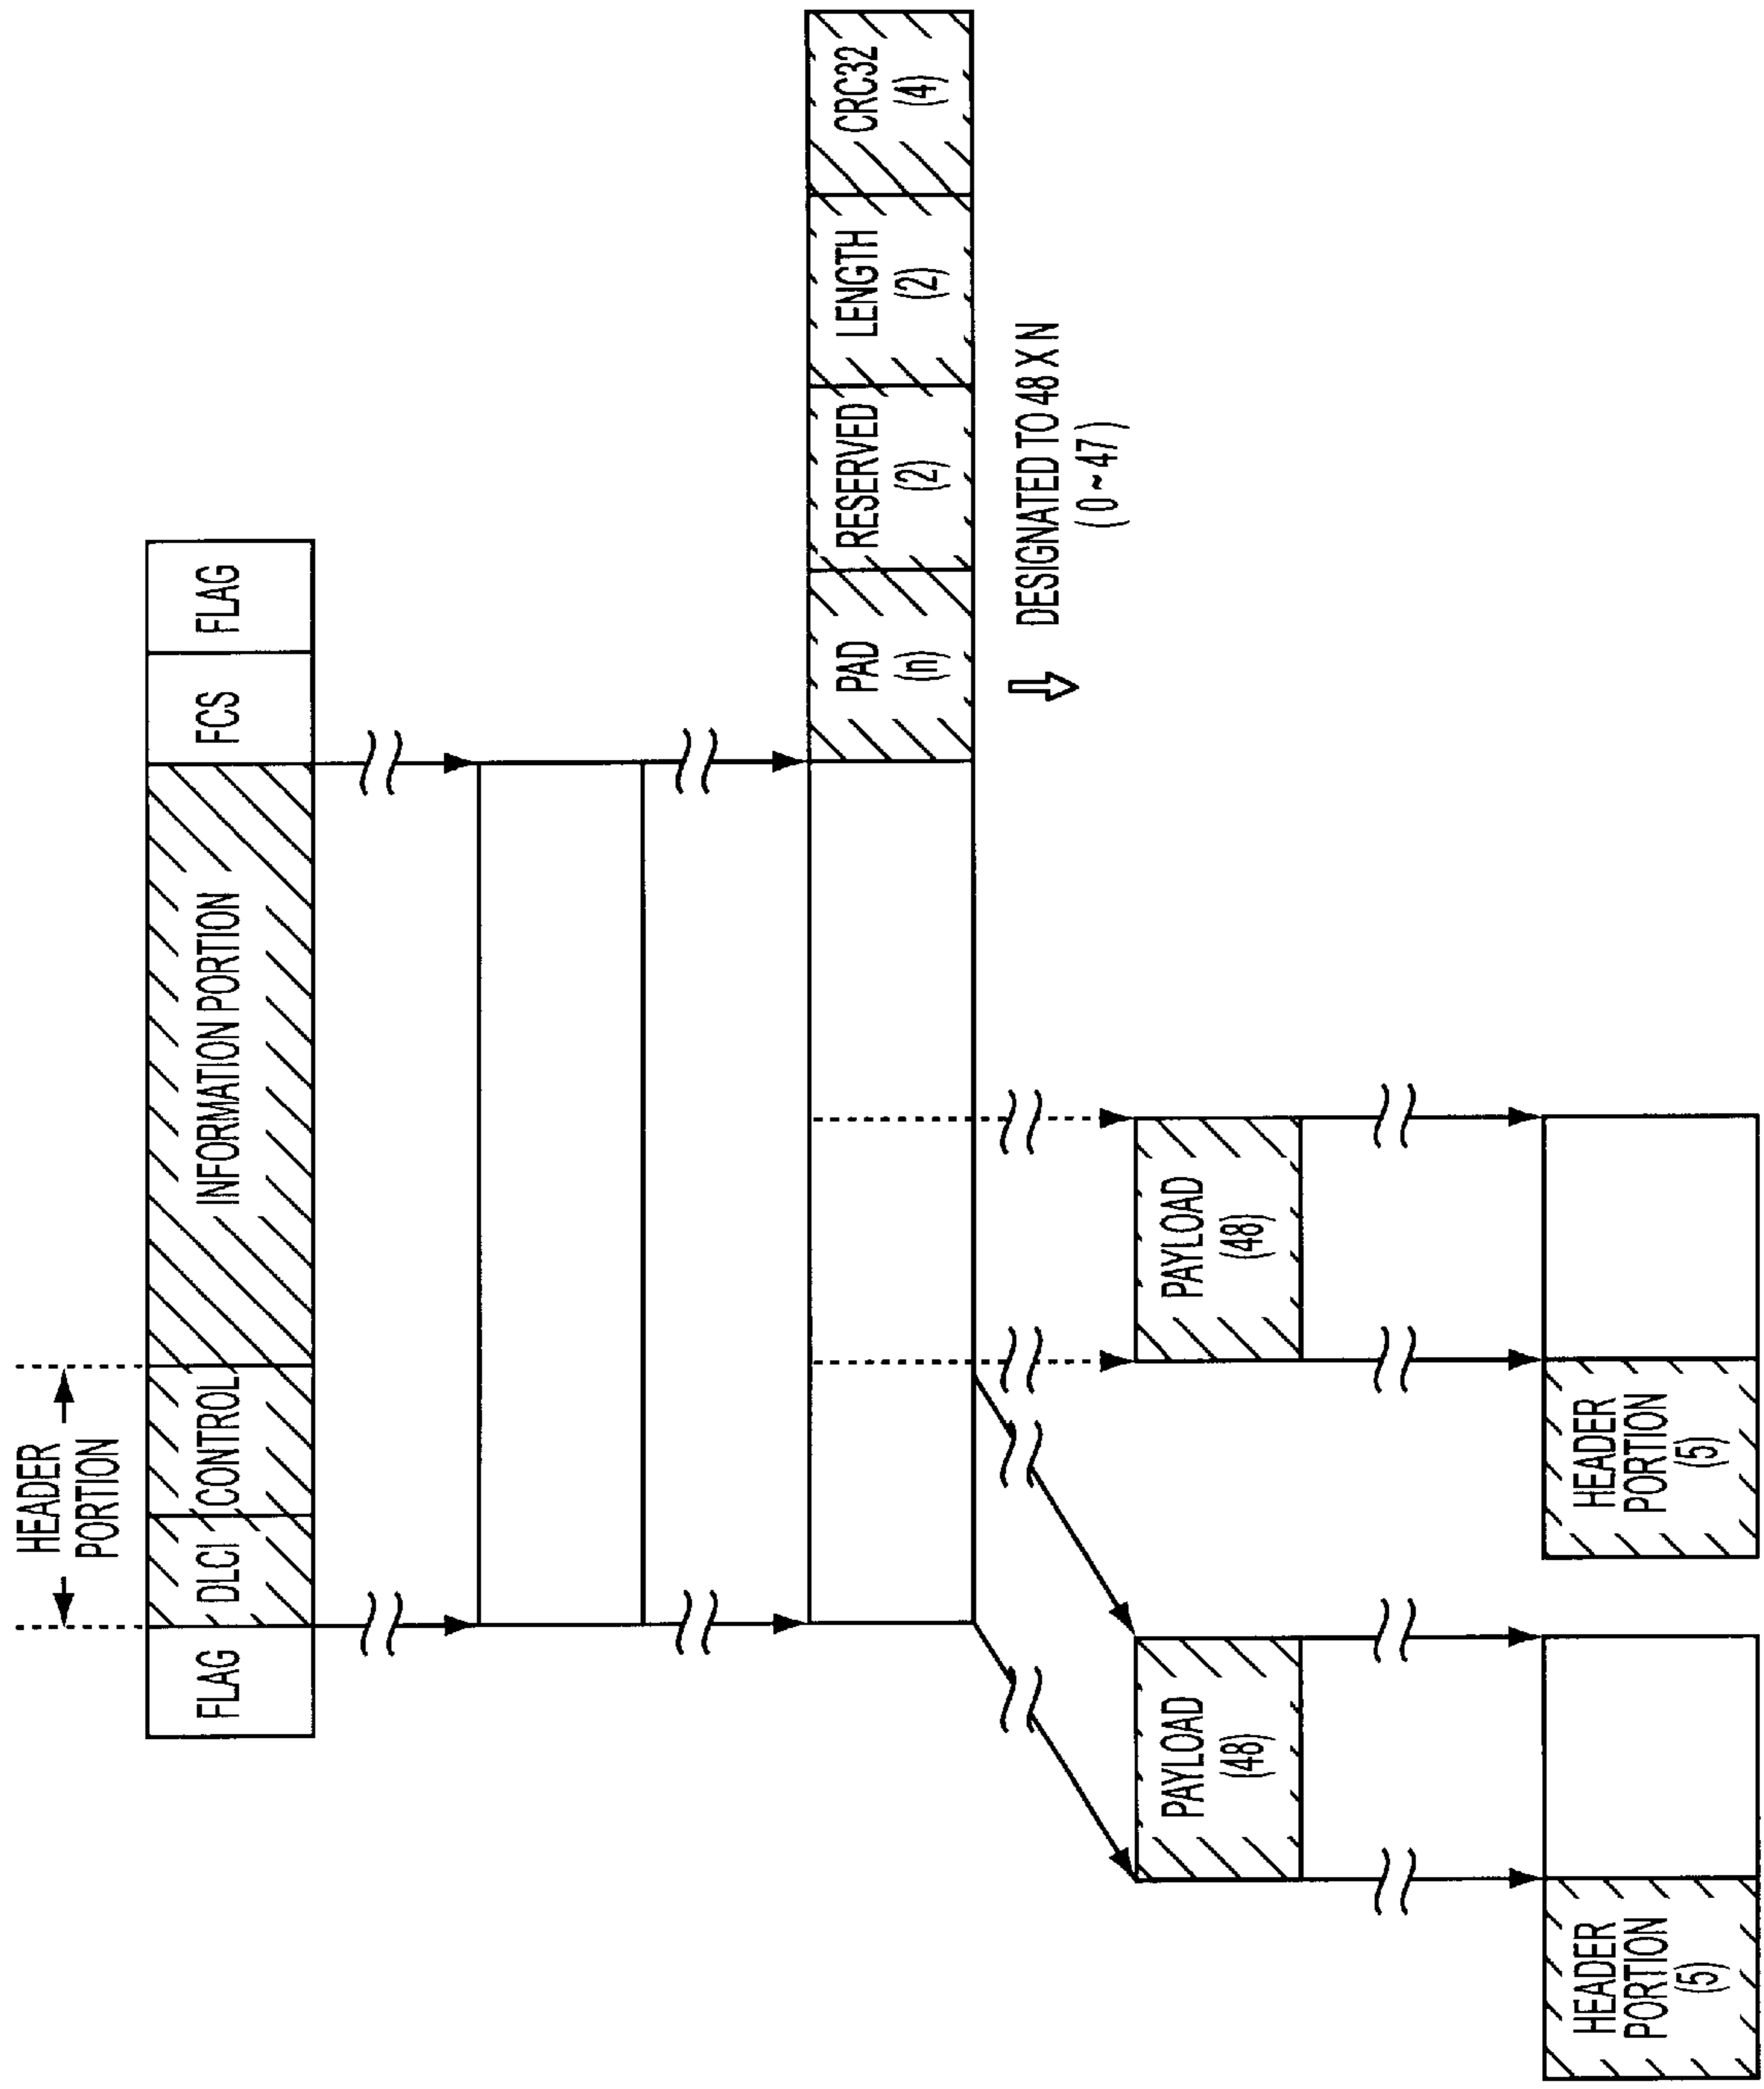 HEADER
PORTION
FLAG
DLCI
CONTROL
INFORMATION PORTION
FCS
FLAG
PAD
(n)
RESERVED
(2)
LENGTH
(2)
CRC32
(4)
DESIGNATED TO 48 X N
(0~47)
PAYLOAD
(48)
PAYLOAD
(48)
HEADER
PORTION
(5)
HEADER
PORTION
(5)